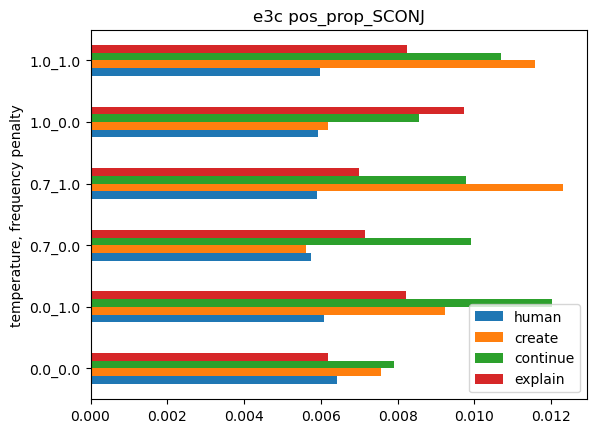 e3c pos_prop_SCONJ
temperature, frequency penalty
1.0_1.0
1.0_0.0
0.7_1.0
0.7_0.0
0.0_1.0
0.0_0.0
human
create
continue
explain
0.000 0.002 0.004 0.006 0.008 0.010 0.012